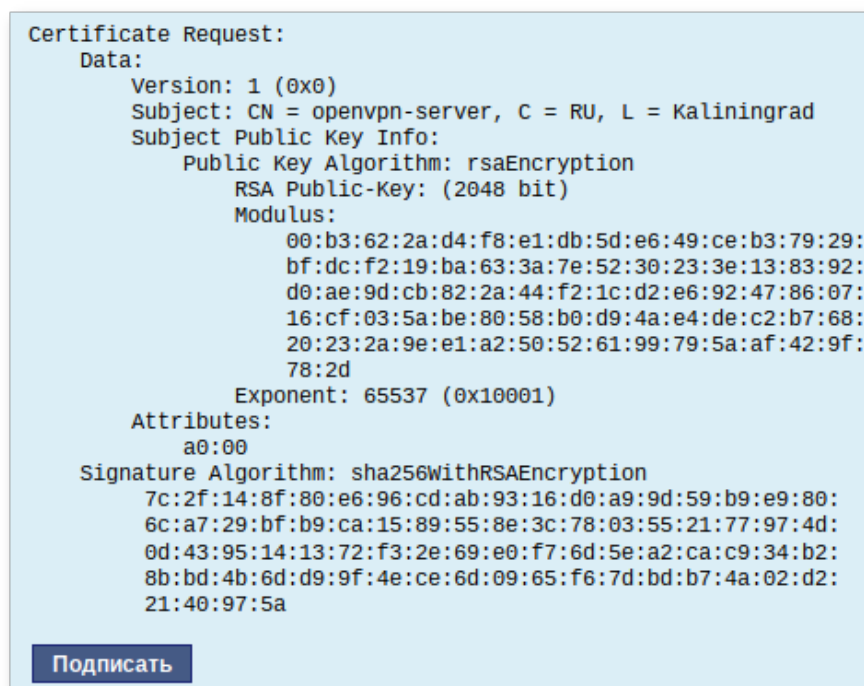 Certificate Request:
Data:
Version: 1 (0x0)
Subject: CN = openvpn-server, C = RU, L = Kaliningrad
Subject Public Key Info:
Public Key Algorithm: rsaEncryption
RSA Public-Key: (2048 bit)
Modulus:
00:b3:62:2a:d4:f8:e1:db:5d:e6:49:ce:b3:79:29:
bf:dc:f2:19:ba:63:3a:7e:52:30:23:3e:13:83:92:
d0:ae:9d:cb:82:2a:44:f2:1c:d2:e6:92:47:86:07:
16:cf:03:5a:be:80:58:b0:d9:4a:e4:de:c2:b7:68:
20:23:2a:9e:e1:a2:50:52:61:99:79:5a:af:42:9f:
78:2d
Exponent: 65537 (0x10001)
Attributes:
a0:00
Signature Algorithm: sha256WithRSAEncryption
7c:2f:14:8f:80:e6:96:cd:ab:93:16:d0:a9:9d:59:b9:e9:80:
6c:a7:29:bf:b9:ca:15:89:55:8e:3c:78:03:55:21:77:97:4d:
0d:43:95:14:13:72:f3:2e:69:e0:f7:6d:5e:a2:ca:c9:34:b2:
8b:bd:4b:6d:d9:9f:4e:ce:6d:09:65:f6:7d:bd:b7:4a:02:d2:
21:40:97:5a
Подписать